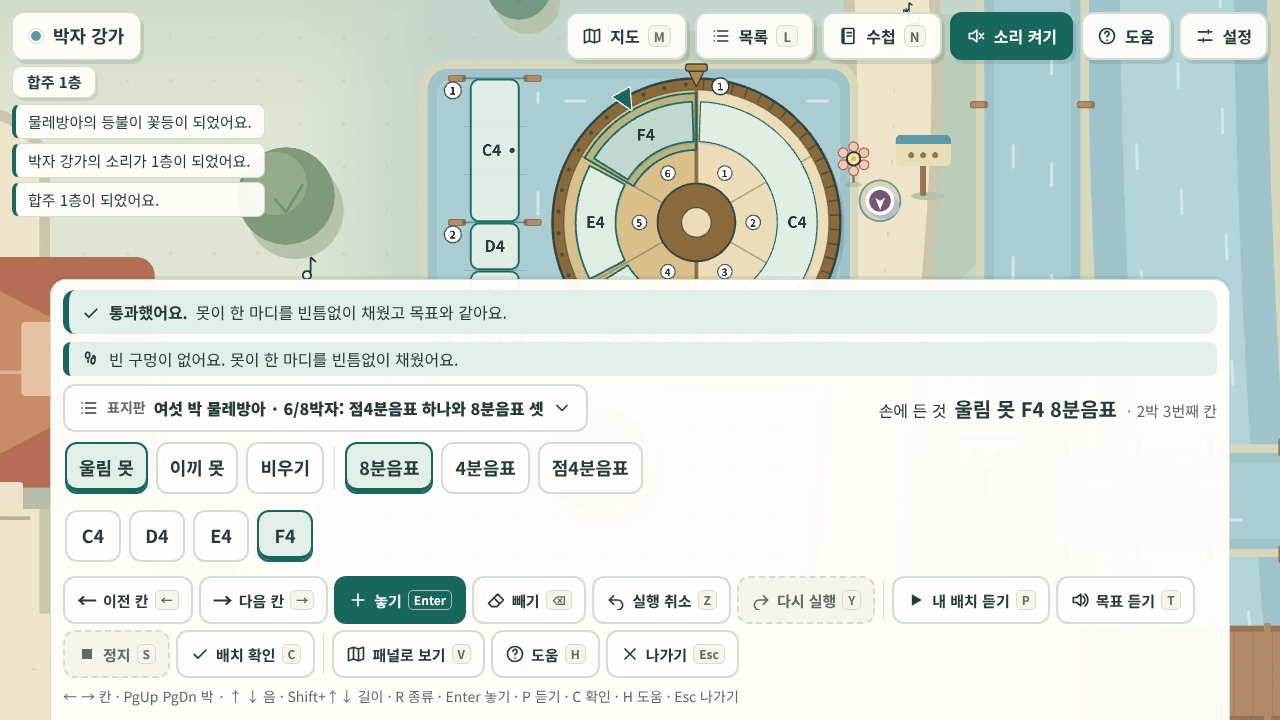 박자 강가
지도 M
목록 L
수첩 N
소리 켜기
도움
설정
합주 1층
물레방아의 등불이 꽃등이 되었어요.
박자 강가의 소리가 1층이 되었어요.
합주 1층이 되었어요.
1
C4
2
D4
1
F4
E4
C4
6
1
5
2
4
3
통과했어요. 못이 한 마디를 빈틈없이 채웠고 목표와 같아요.
빈 구멍이 없어요. 못이 한 마디를 빈틈없이 채웠어요.
표지판 여섯 박 물레방아 · 6/8박자: 점4분음표 하나와 8분음표 셋
손에 든 것 울림 못 F4 8분음표 · 2박 3번째 칸
울림 못 이끼 못 비우기 8분음표 4분음표 점4분음표
C4 D4 E4 F4
← 이전 칸 ← → 다음 칸 → + 놓기 Enter 빼기 ⌫ 실행 취소 Z 다시 실행 Y 내 배치 듣기 P 목표 듣기 T
정지 S 배치 확인 C 패널로 보기 V 도움 H 나가기 Esc
← → 칸 · PgUp PgDn 박 · ↑ ↓ 음 · Shift+↑↓ 길이 · R 종류 · Enter 놓기 · P 듣기 · C 확인 · H 도움 · Esc 나가기